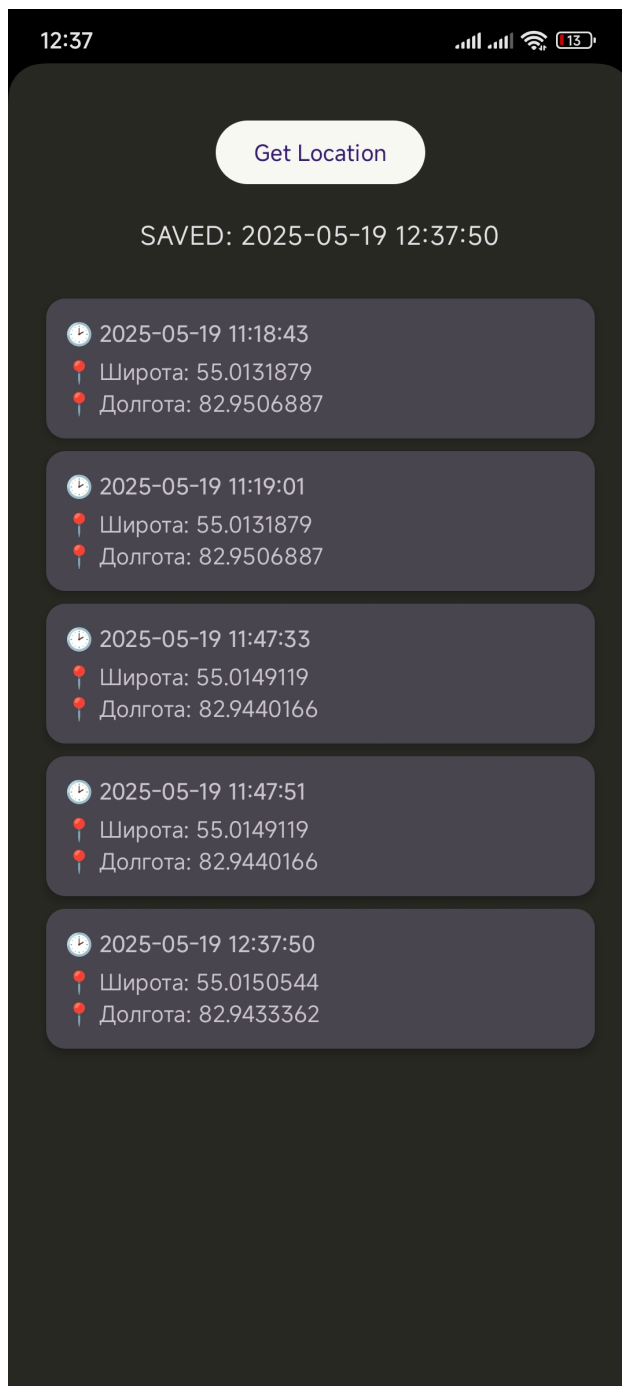 12:37
13
Get Location
SAVED: 2025-05-19 12:37:50
🕑 2025-05-19 11:18:43
📍 Широта: 55.0131879
📍 Долгота: 82.9506887
🕑 2025-05-19 11:19:01
📍 Широта: 55.0131879
📍 Долгота: 82.9506887
🕑 2025-05-19 11:47:33
📍 Широта: 55.0149119
📍 Долгота: 82.9440166
🕑 2025-05-19 11:47:51
📍 Широта: 55.0149119
📍 Долгота: 82.9440166
🕑 2025-05-19 12:37:50
📍 Широта: 55.0150544
📍 Долгота: 82.9433362